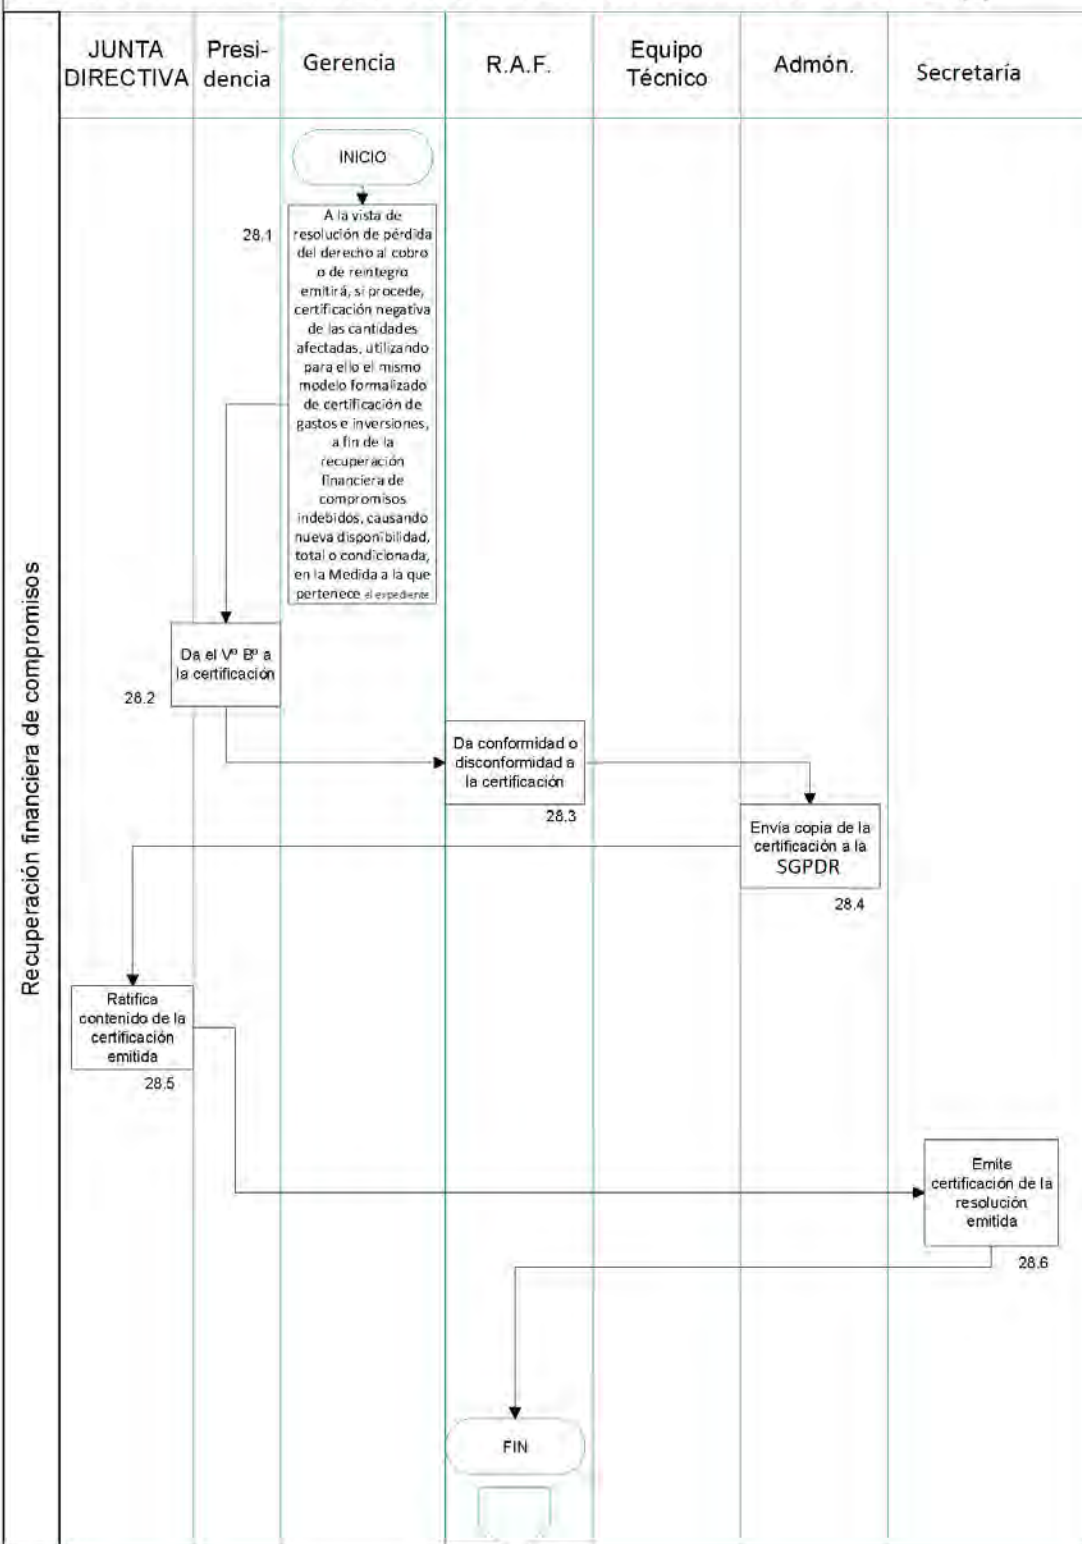 JUNTA
DIRECTIVA
Presi-
dencia
Gerencia
R.A.F.
Equipo
Técnico
Admón.
Secretaría
Recuperación financiera de compromisos
INICIO
28.1
A la vista de
resolución de pérdida
del derecho al cobro
o de reintegro
emitirá, si procede,
certificación negativa
de las cantidades
afectadas, utilizando
para ello el mismo
modelo formalizado
de certificación de
gastos e inversiones,
a fin de la
recuperación
financiera de
compromisos
indebidos, causando
nueva disponibilidad,
total o condicionada,
en la Medida a la que
pertenece el expediente
Da el Vº Bº a
la certificación
28.2
Da conformidad o
disconformidad a
la certificación
28.3
Envía copia de la
certificación a la
SGPDR
28.4
Ratifica
contenido de la
certificación
emitida
28.5
Emite
certificación de la
resolución
emitida
28.6
FIN